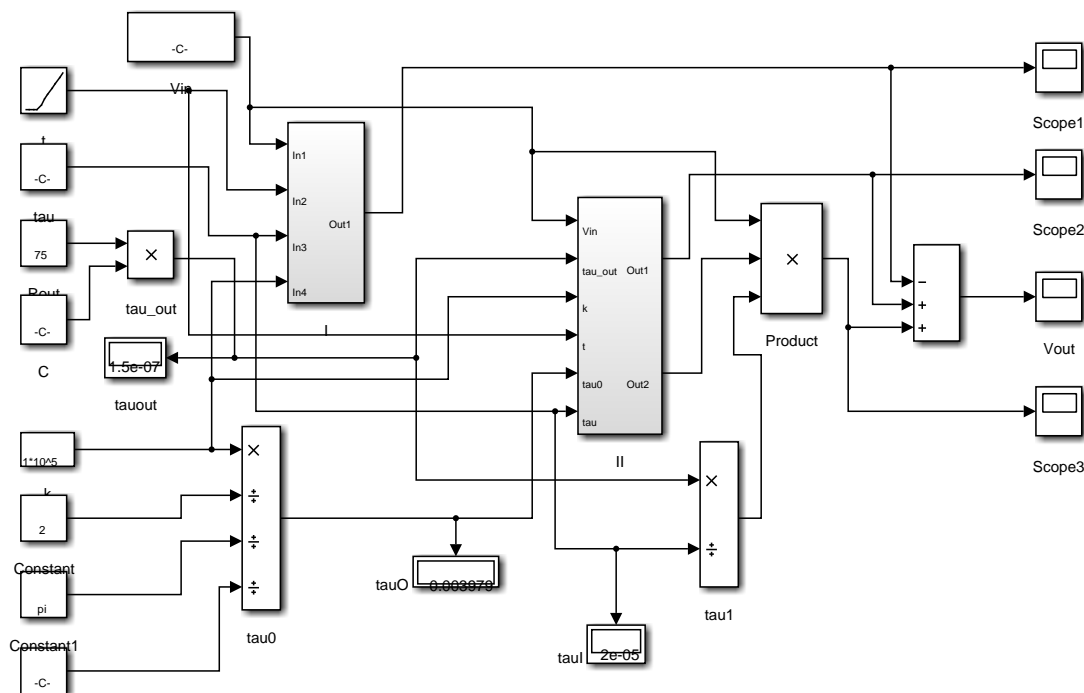 -C-
Vin
t
-C-
tau
75
Rout
-C-
C
×
tau_out
1.5e-07
tauout
In1
In2
In3
In4
Out1
I
Vin
tau_out
k
t
tau0
tau
Out1
Out2
II
×
Product
−
+
+
Scope1
Scope2
Vout
Scope3
1*10^5
k
2
Constant
pi
Constant1
-C-
×
÷
÷
÷
tau0
tauO
0.003979
tauI
2e-05
×
÷
tau1